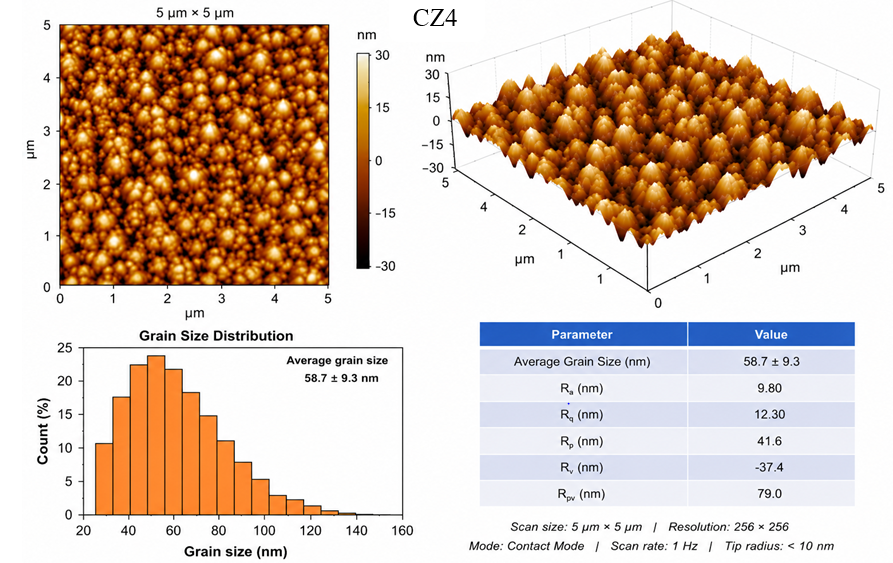 5 µm × 5 µm
CZ4
nm
5
4
3
2
1
0
µm
0 1 2 3 4 5
µm
30
15
0
-15
-30
nm
30
15
0
−15
−30
5
4
2
1
1
µm
0
1
2
3
4
5
µm
Grain Size Distribution
Average grain size
58.7 ± 9.3 nm
Count (%)
25
20
15
10
5
0
20 40 60 80 100 120 140 160
Grain size (nm)
Parameter Value
Average Grain Size (nm) 58.7 ± 9.3
Ra (nm) 9.80
Rq (nm) 12.30
Rp (nm) 41.6
Rv (nm) -37.4
Rpv (nm) 79.0
Scan size: 5 µm × 5 µm | Resolution: 256 × 256
Mode: Contact Mode | Scan rate: 1 Hz | Tip radius: < 10 nm